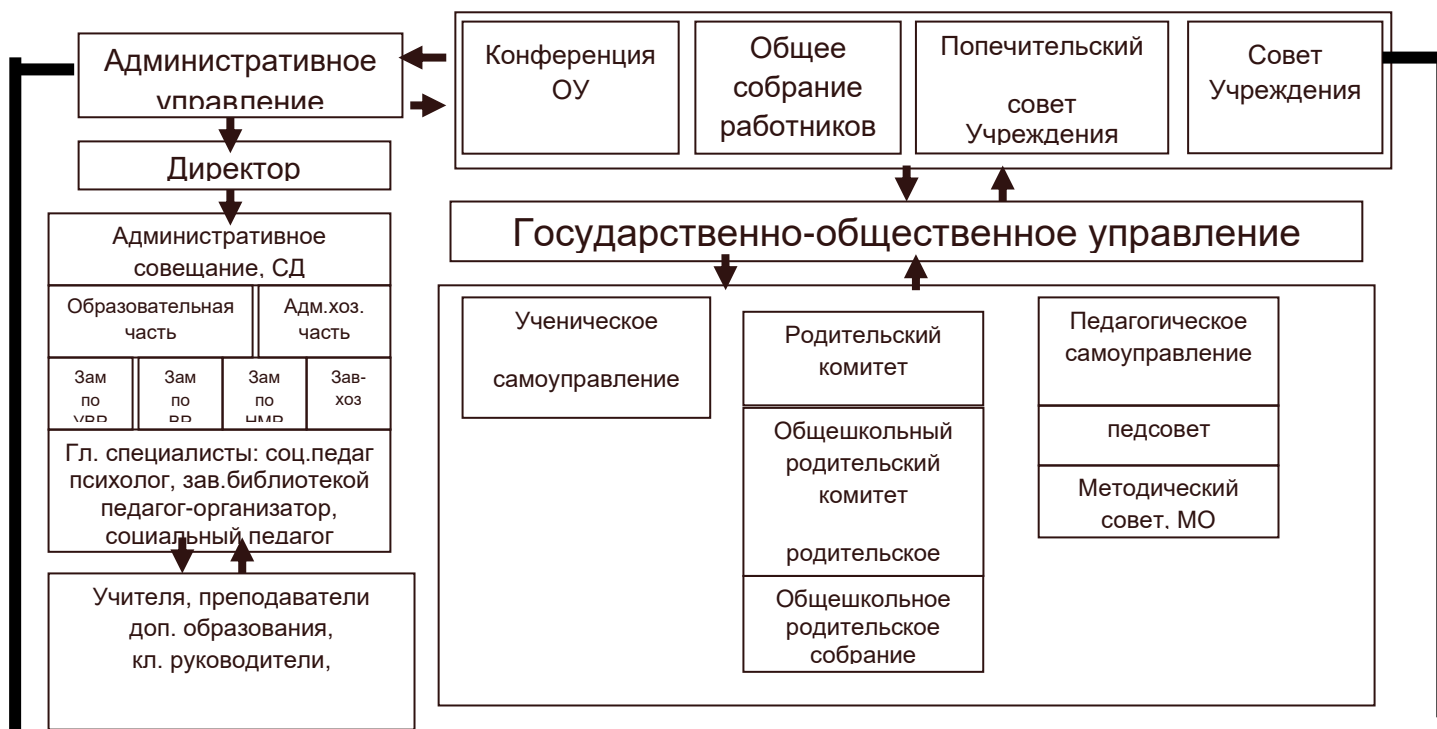 Административное
управление
Директор
Административное
совещание, СД
Образовательная
часть
Адм.хоз.
часть
Зам
по
УВР
Зам
по
ВР
Зам
по
НМР
Зав-
хоз
Гл. специалисты: соц.педаг
психолог, зав.библиотекой
педагог-организатор,
социальный педагог
Учителя, преподаватели
доп. образования,
кл. руководители,
Конференция
ОУ
Общее
собрание
работников
Попечительский
совет
Учреждения
Совет
Учреждения
Государственно-общественное управление
Ученическое
самоуправление
Родительский
комитет
Общешкольный
родительский
комитет
родительское
Общешкольное
родительское
собрание
Педагогическое
самоуправление
педсовет
Методический
совет, МО